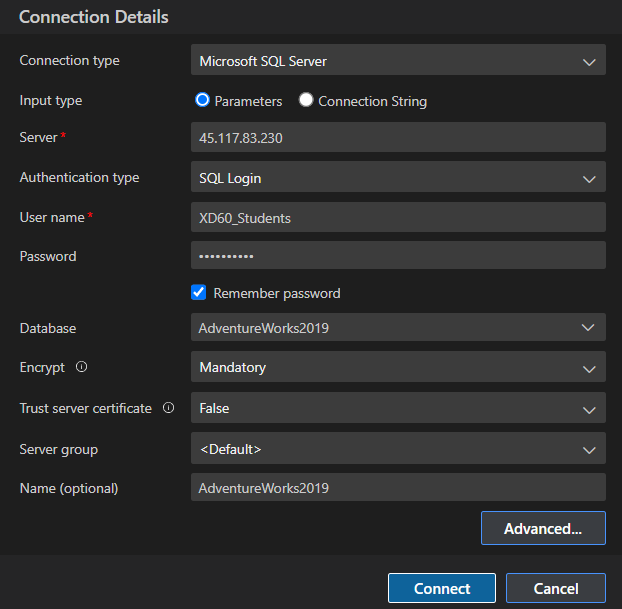 Connection Details
Connection type Microsoft SQL Server
Input type Parameters Connection String
Server * 45.117.83.230
Authentication type SQL Login
User name * XD60_Students
Password ••••••••••
Remember password
Database AdventureWorks2019
Encrypt Mandatory
Trust server certificate False
Server group <Default>
Name (optional) AdventureWorks2019
Advanced...
Connect Cancel